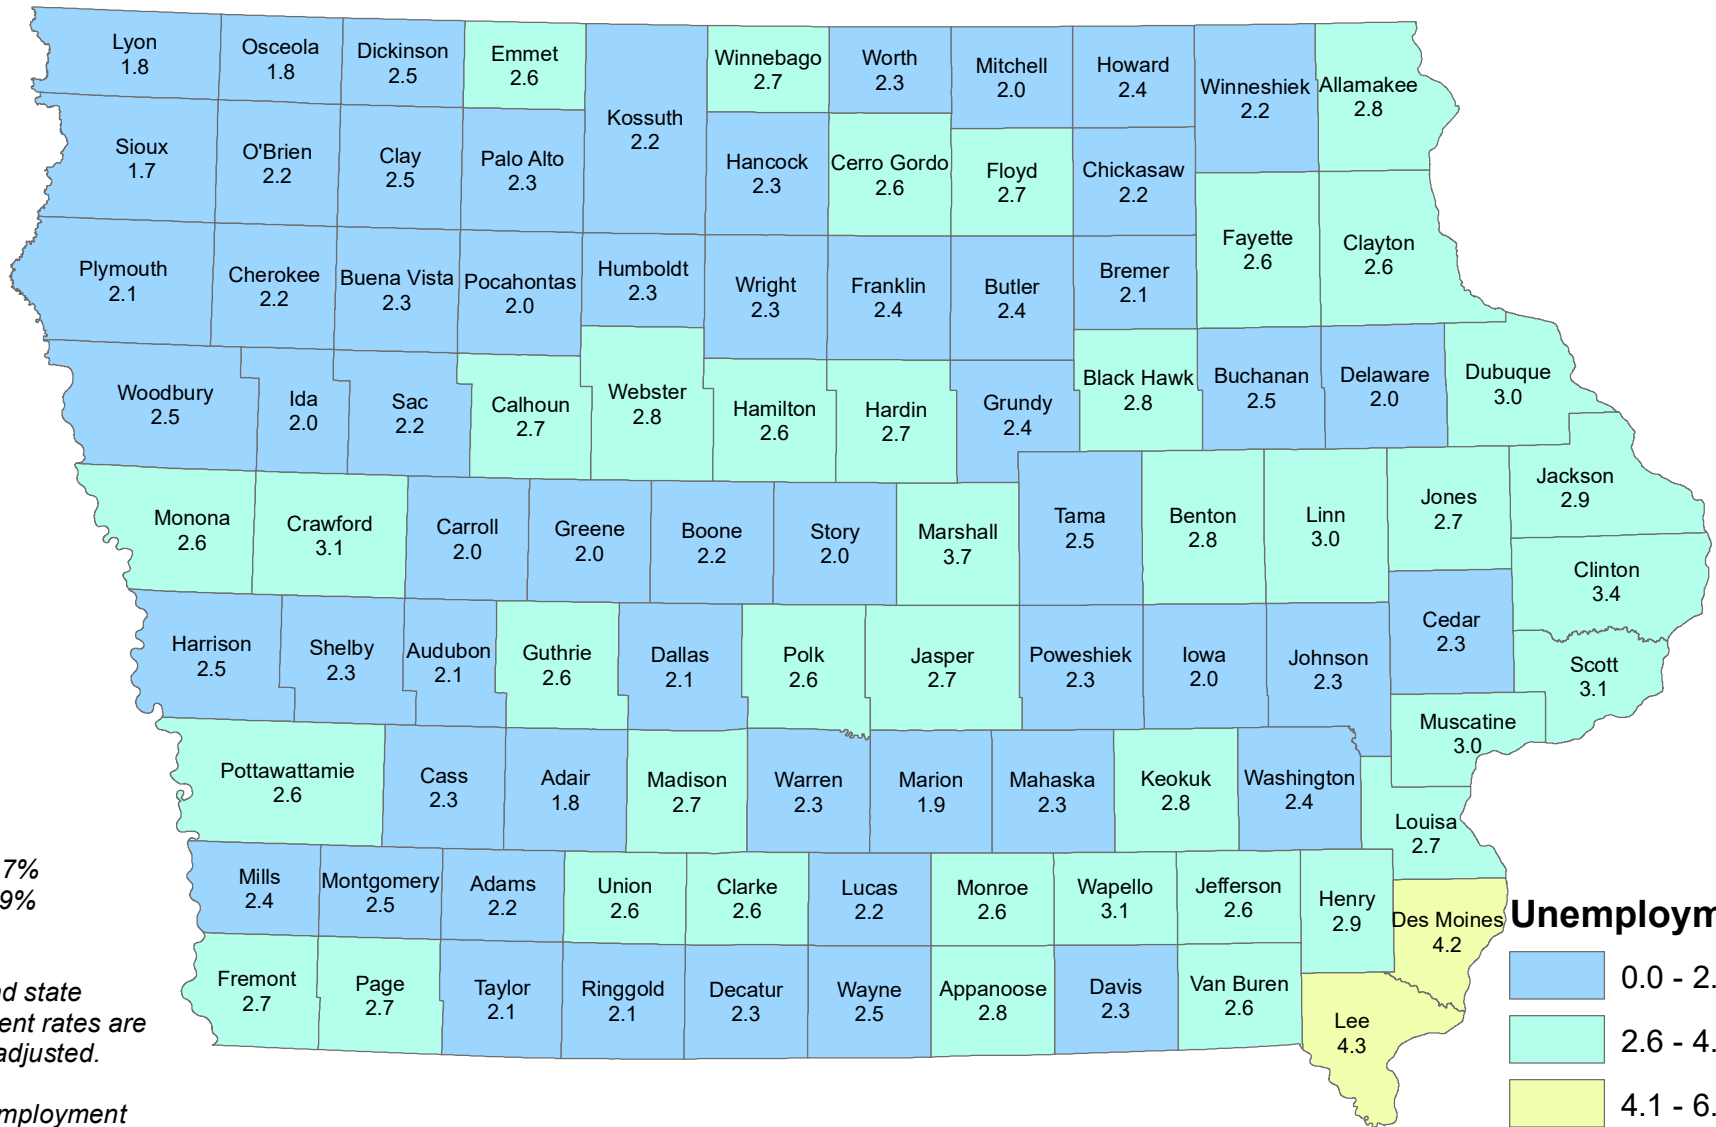 Lyon
1.8
Osceola
1.8
Dickinson
2.5
Emmet
2.6
Kossuth
2.2
Winnebago
2.7
Worth
2.3
Mitchell
2.0
Howard
2.4
Winneshiek
2.2
Allamakee
2.8
Sioux
1.7
O'Brien
2.2
Clay
2.5
Palo Alto
2.3
Hancock
2.3
Cerro Gordo
2.6
Floyd
2.7
Chickasaw
2.2
Fayette
2.6
Clayton
2.6
Plymouth
2.1
Cherokee
2.2
Buena Vista
2.3
Pocahontas
2.0
Humboldt
2.3
Wright
2.3
Franklin
2.4
Butler
2.4
Bremer
2.1
Woodbury
2.5
Ida
2.0
Sac
2.2
Calhoun
2.7
Webster
2.8
Hamilton
2.6
Hardin
2.7
Grundy
2.4
Black Hawk
2.8
Buchanan
2.5
Delaware
2.0
Dubuque
3.0
Monona
2.6
Crawford
3.1
Carroll
2.0
Greene
2.0
Boone
2.2
Story
2.0
Marshall
3.7
Tama
2.5
Benton
2.8
Linn
3.0
Jones
2.7
Jackson
2.9
Clinton
3.4
Harrison
2.5
Shelby
2.3
Audubon
2.1
Guthrie
2.6
Dallas
2.1
Polk
2.6
Jasper
2.7
Poweshiek
2.3
Iowa
2.0
Johnson
2.3
Cedar
2.3
Scott
3.1
Muscatine
3.0
Pottawattamie
2.6
Cass
2.3
Adair
1.8
Madison
2.7
Warren
2.3
Marion
1.9
Mahaska
2.3
Keokuk
2.8
Washington
2.4
Louisa
2.7
Mills
2.4
Montgomery
2.5
Adams
2.2
Union
2.6
Clarke
2.6
Lucas
2.2
Monroe
2.6
Wapello
3.1
Jefferson
2.6
Henry
2.9
Des Moines
4.2
Fremont
2.7
Page
2.7
Taylor
2.1
Ringgold
2.1
Decatur
2.3
Wayne
2.5
Appanoose
2.8
Davis
2.3
Van Buren
2.6
Lee
4.3
7%
9%
d state
ent rates are
adjusted.
mployment
Unemploym
0.0 - 2.
2.6 - 4.
4.1 - 6.